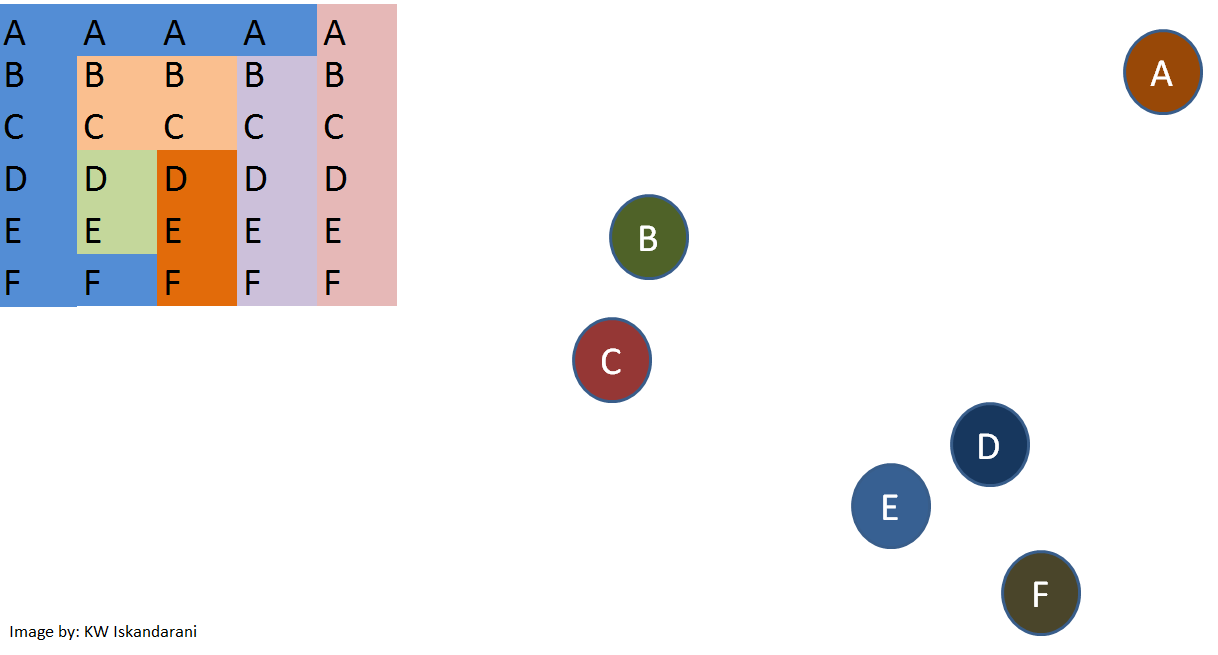 A A A A A
A
B B B B B
C C C C C
D D D D D
E E E E E
F F F F F
B
C
D
E
F
Image by: KW Iskandarani